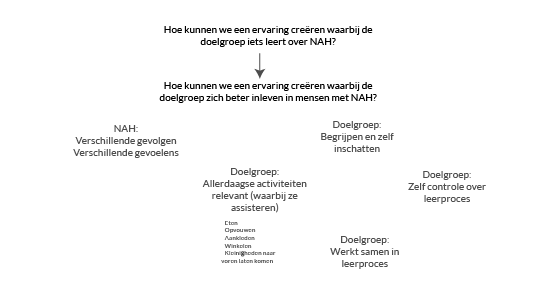 Hoe kunnen we een ervaring creëren waarbij de
doelgroep iets leert over NAH?
Hoe kunnen we een ervaring creëren waarbij de
doelgroep zich beter inleven in mensen met NAH?
NAH:
Verschillende gevolgen
Verschillende gevoelens
Doelgroep:
Begrijpen en zelf
inschatten
Doelgroep:
Allerdaagse activiteiten
relevant (waarbij ze
assisteren)
Eten
Opvouwen
Aankleden
Winkelen
Kleinigheden naar
voren laten komen
Doelgroep:
Zelf controle over
leerproces
Doelgroep:
Werkt samen in
leerproces